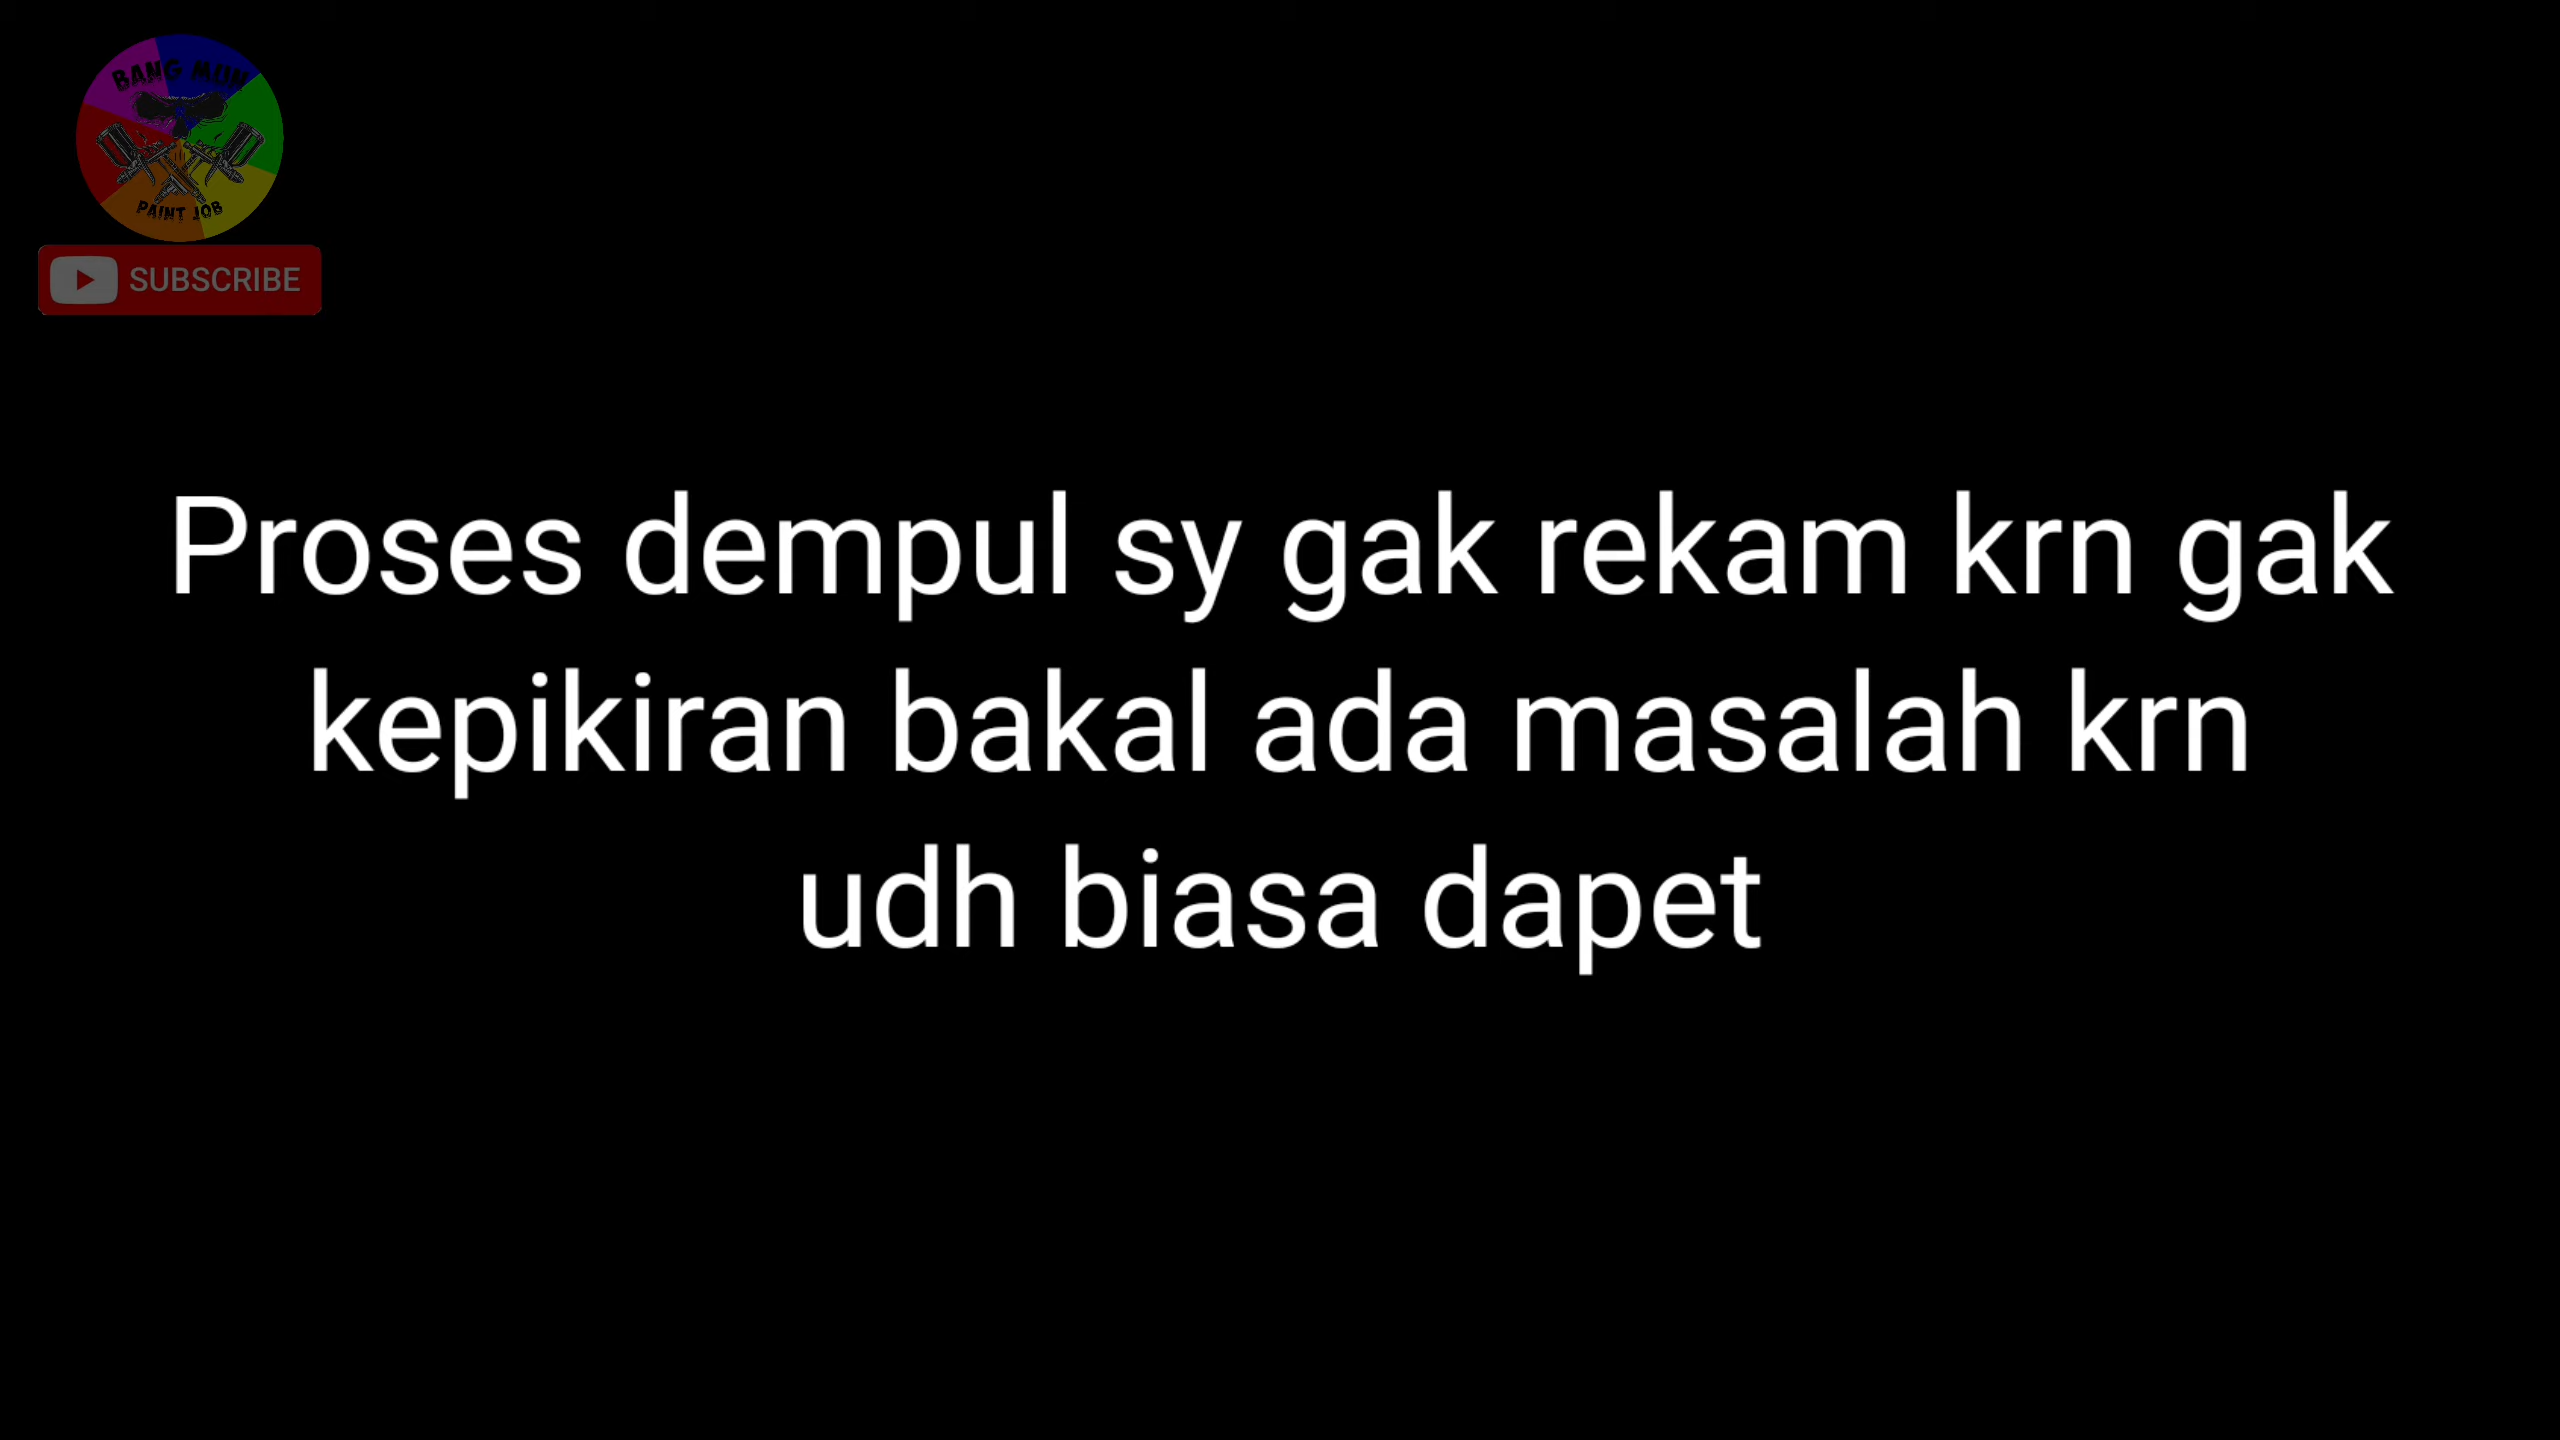 BANG MUN
PAINT JOB
SUBSCRIBE
Proses dempul sy gak rekam krn gak
kepikiran bakal ada masalah krn
udh biasa dapet